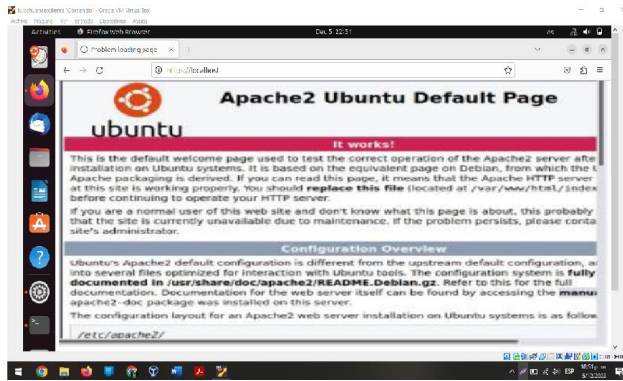 Oracle VM Virtual Box
Activities Firefox Web Browser Dec 5 22:51 es
Problem loading page
localhost
Apache2 Ubuntu Default Page
ubuntu
It works!
This is the default welcome page used to test the correct operation of the Apache2 server afte
installation on Ubuntu systems. It is based on the equivalent page on Debian, from which the U
Apache packaging is derived. If you can read this page, it means that the Apache HTTP server
at this site is working properly. You should replace this file (located at /var/www/html/index
before continuing to operate your HTTP server.
If you are a normal user of this web site and don't know what this page is about, this probably
that the site is currently unavailable due to maintenance. If the problem persists, please conta
site's administrator.
Configuration Overview
Ubuntu's Apache2 default configuration is different from the upstream default configuration, a
into several files optimized for interaction with Ubuntu tools. The configuration system is fully
documented in /usr/share/doc/apache2/README.Debian.gz. Refer to this for the full
documentation. Documentation for the web server itself can be found by accessing the manu
apache2-doc package was installed on this server.
The configuration layout for an Apache2 web server installation on Ubuntu systems is as follow
/etc/apache2/
ESP